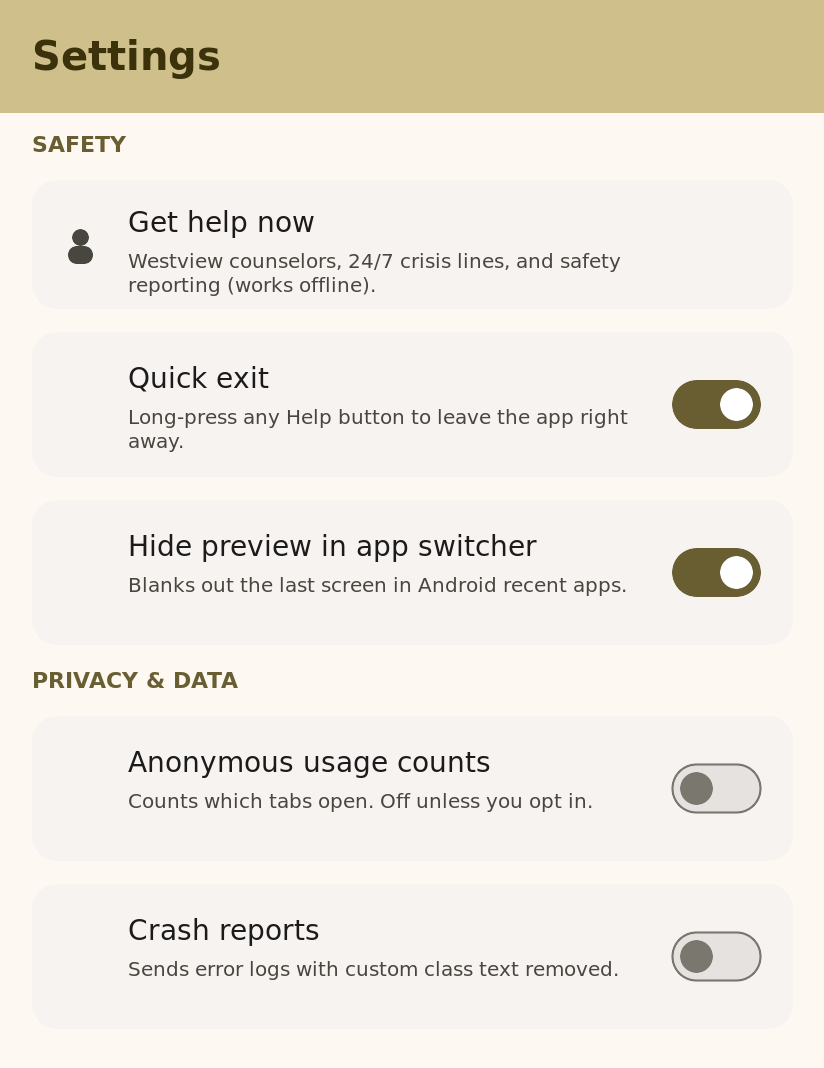 Settings
SAFETY
Get help now
Westview counselors, 24/7 crisis lines, and safety
reporting (works offline).
Quick exit
Long-press any Help button to leave the app right
away.
Hide preview in app switcher
Blanks out the last screen in Android recent apps.
PRIVACY & DATA
Anonymous usage counts
Counts which tabs open. Off unless you opt in.
Crash reports
Sends error logs with custom class text removed.